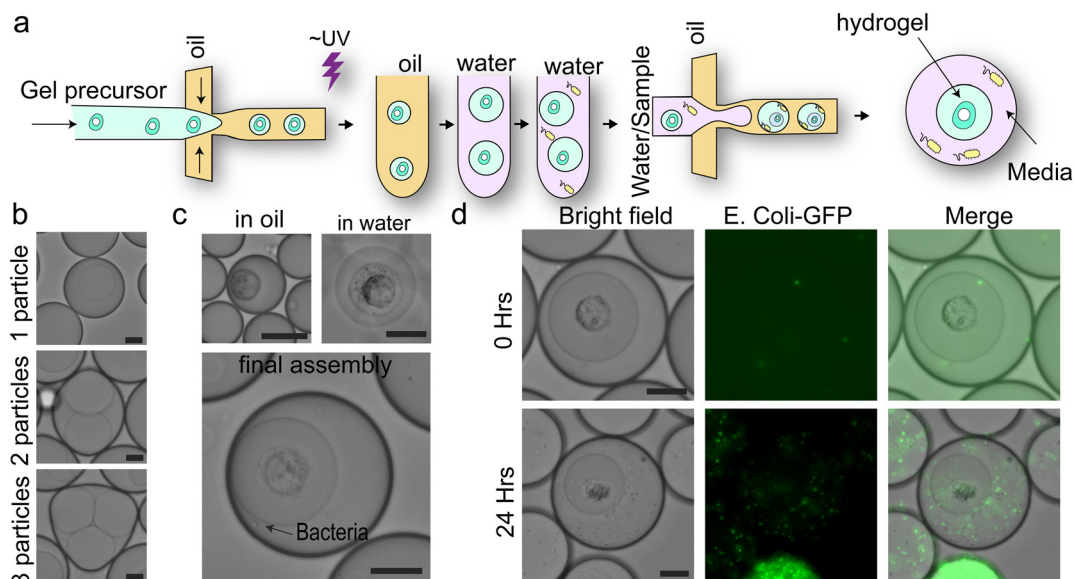 a
Gel precursor
oil
~UV
oil
water
water
Water/Sample
oil
hydrogel
Media
b
1 particle
2 particles
3 particles
c
in oil
in water
final assembly
Bacteria
d
Bright field
E. Coli-GFP
Merge
0 Hrs
24 Hrs